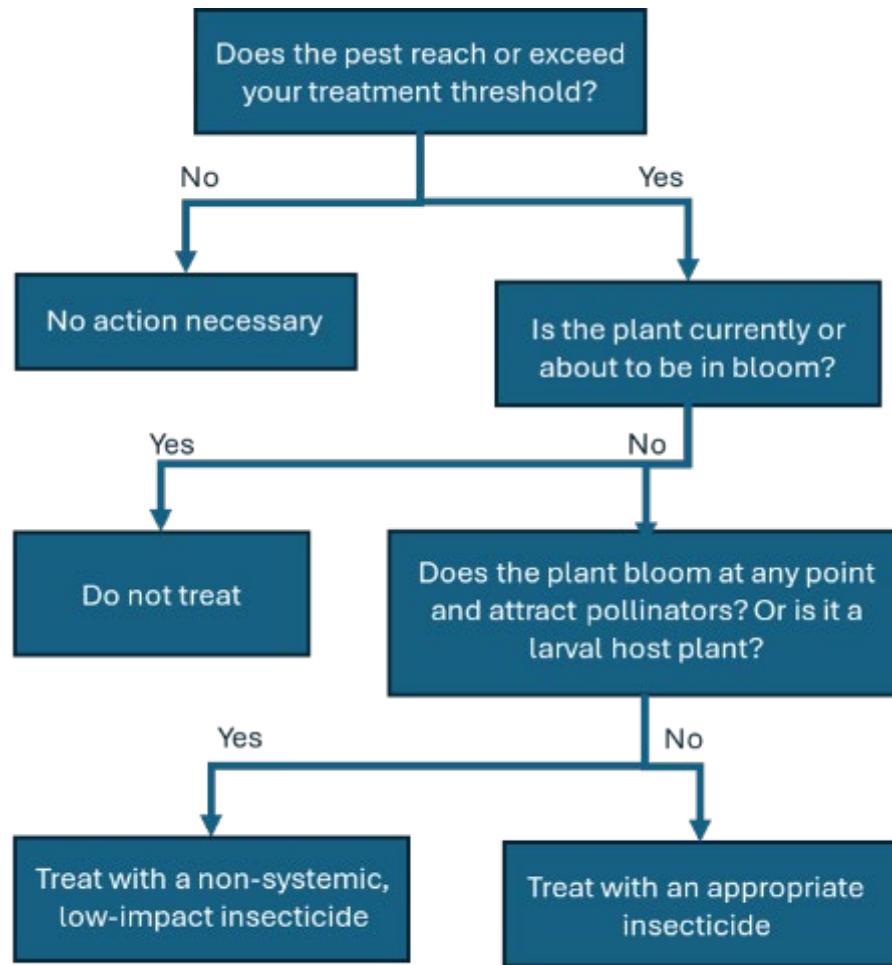 Does the pest reach or exceed
your treatment threshold?
No
Yes
No action necessary
Is the plant currently or
about to be in bloom?
Yes
No
Do not treat
Does the plant bloom at any point
and attract pollinators? Or is it a
larval host plant?
Yes
No
Treat with a non-systemic,
low-impact insecticide
Treat with an appropriate
insecticide